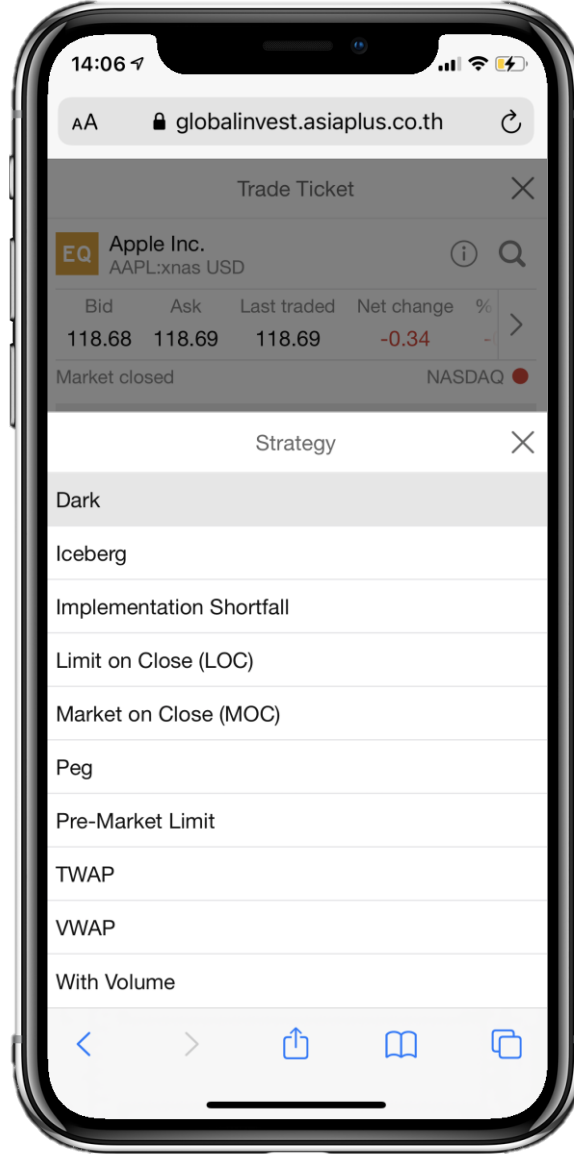 14:06
AA globalinvest.asiaplus.co.th
Trade Ticket
EQ Apple Inc.
AAPL:xnas USD
Bid Ask Last traded Net change %
118.68 118.69 118.69 -0.34 -
Market closed NASDAQ
Strategy
Dark
Iceberg
Implementation Shortfall
Limit on Close (LOC)
Market on Close (MOC)
Peg
Pre-Market Limit
TWAP
VWAP
With Volume